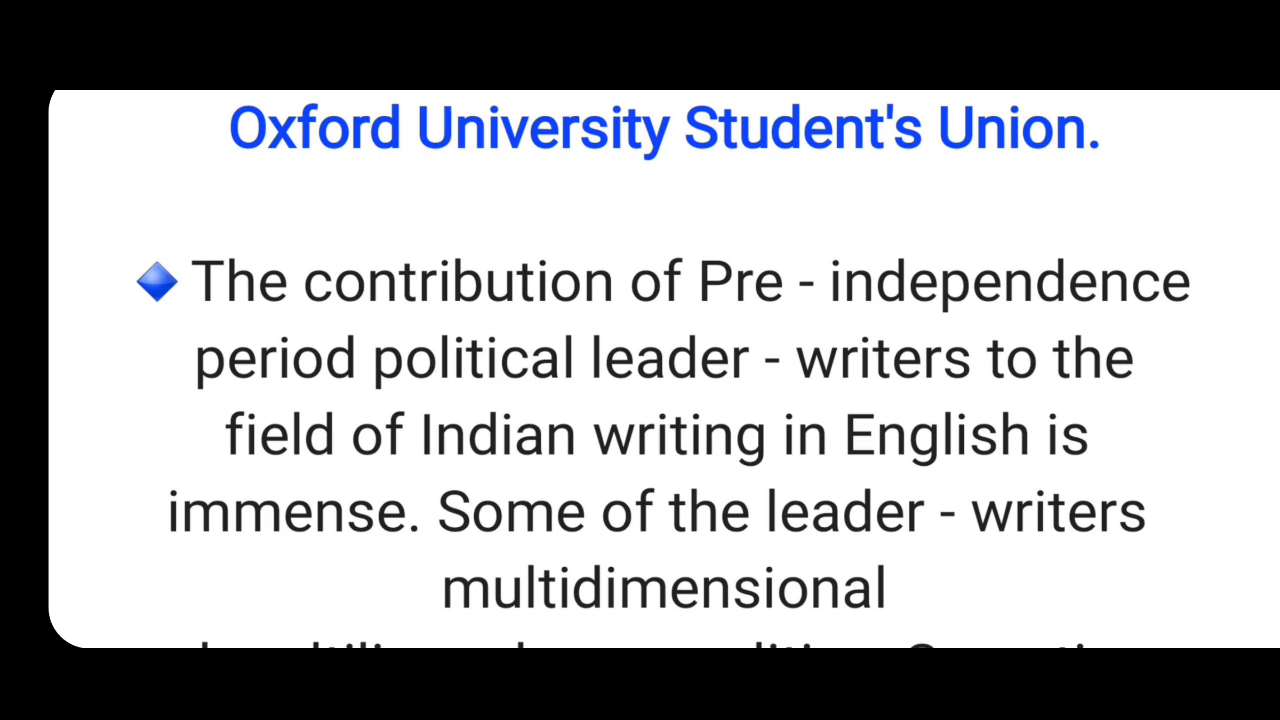 Oxford University Student's Union.
The contribution of Pre - independence
period political leader - writers to the
field of Indian writing in English is
immense. Some of the leader - writers
multidimensional